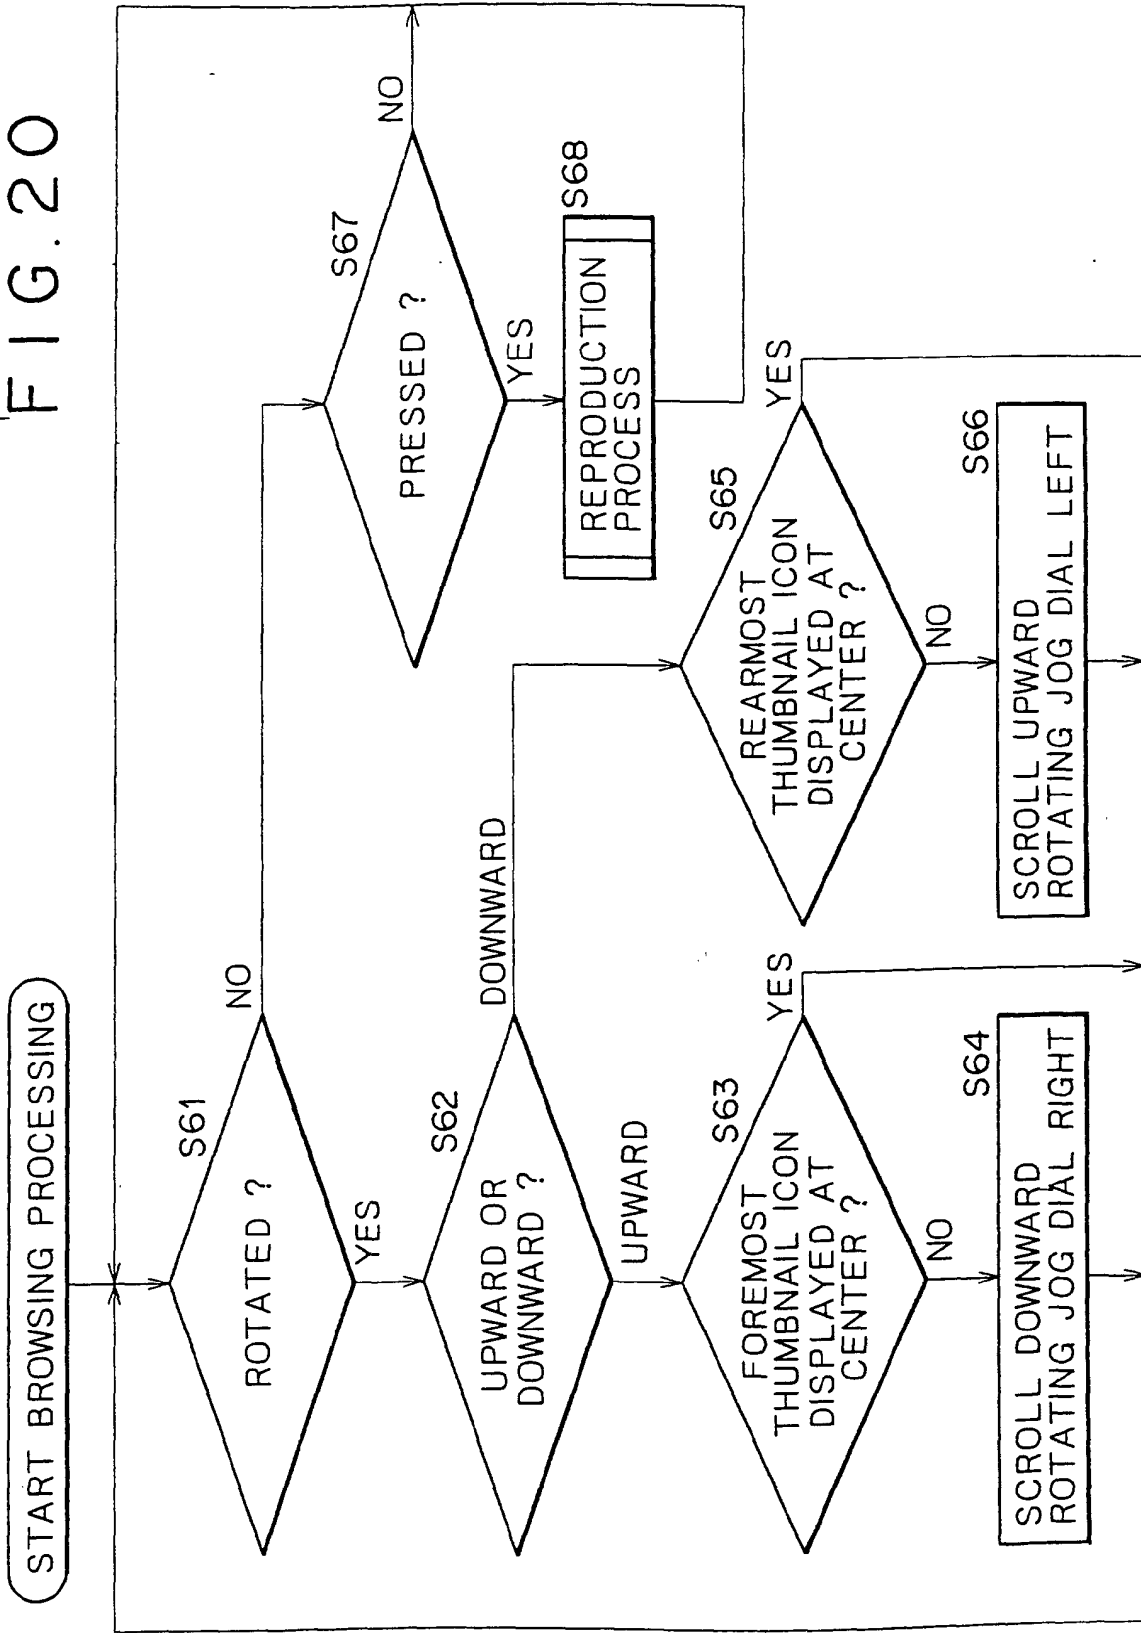 FIG.20
START BROWSING PROCESSING
S61
ROTATED ?
NO
YES
S62
UPWARD OR
DOWNWARD ?
DOWNWARD
UPWARD
S63
FOREMOST
THUMBNAIL ICON
DISPLAYED AT
CENTER ?
YES
NO
S64
SCROLL DOWNWARD
ROTATING JOG DIAL RIGHT
S65
REARMOST
THUMBNAIL ICON
DISPLAYED AT
CENTER ?
YES
NO
S66
SCROLL UPWARD
ROTATING JOG DIAL LEFT
S67
PRESSED ?
NO
YES
S68
REPRODUCTION
PROCESS